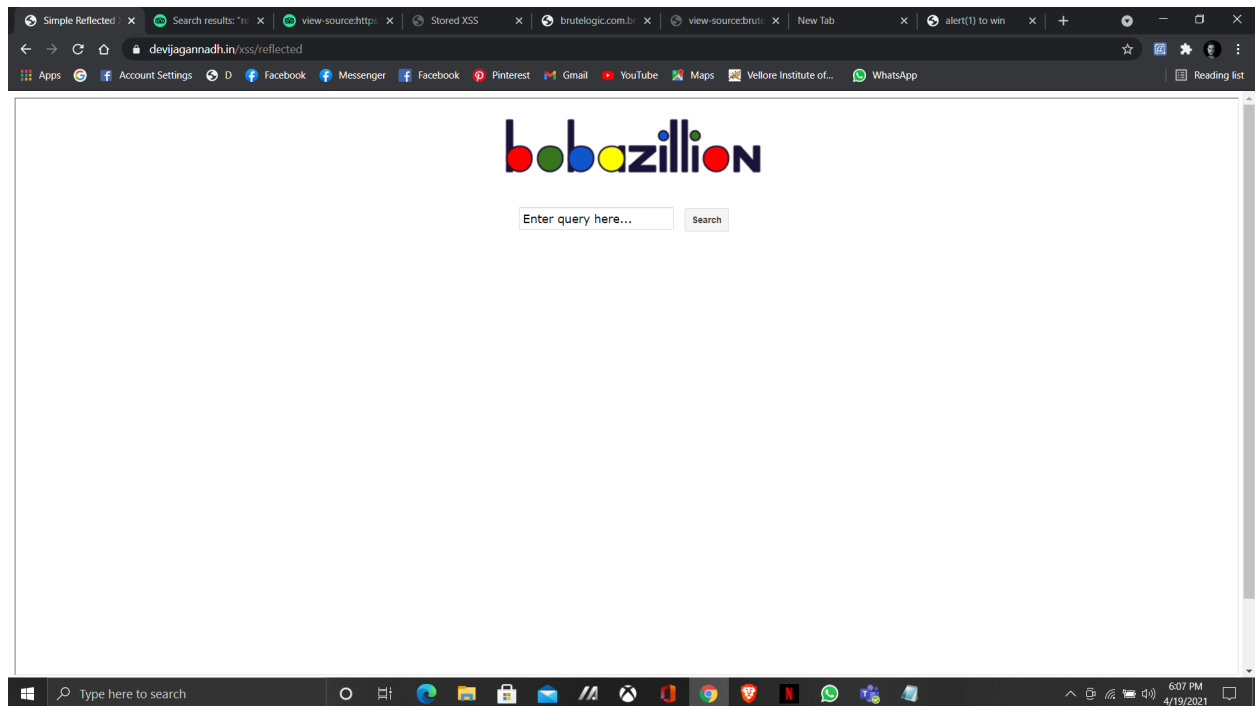 Simple Reflected
Search results: "re
view-source:https
Stored XSS
brutelogic.com.br
view-source:brute
New Tab
alert(1) to win
devijagannadh.in/xss/reflected
Apps
Account Settings
D
Facebook
Messenger
Facebook
Pinterest
Gmail
YouTube
Maps
Vellore Institute of...
WhatsApp
Reading list
bobazillion
Enter query here...
Search
Type here to search
6:07 PM
4/19/2021